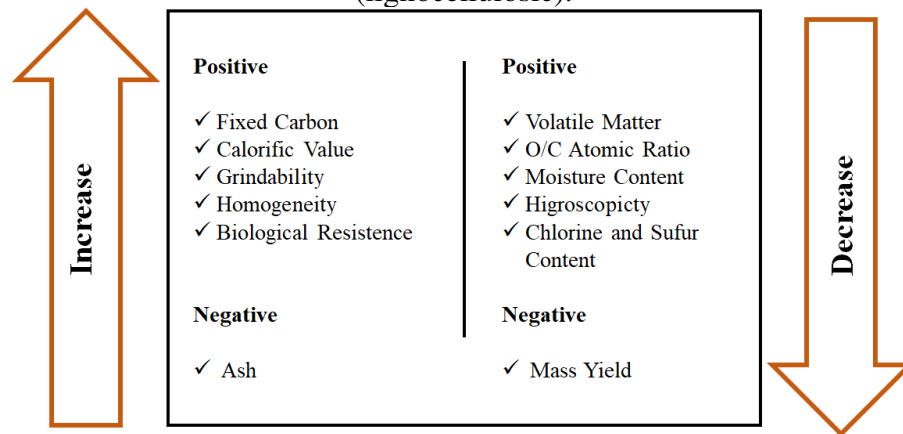 (lignocellulosic).
Increase
Positive
✓ Fixed Carbon
✓ Calorific Value
✓ Grindability
✓ Homogeneity
✓ Biological Resistence
Negative
✓ Ash
Positive
✓ Volatile Matter
✓ O/C Atomic Ratio
✓ Moisture Content
✓ Higroscopicty
✓ Chlorine and Sufur
Content
Negative
✓ Mass Yield
Decrease